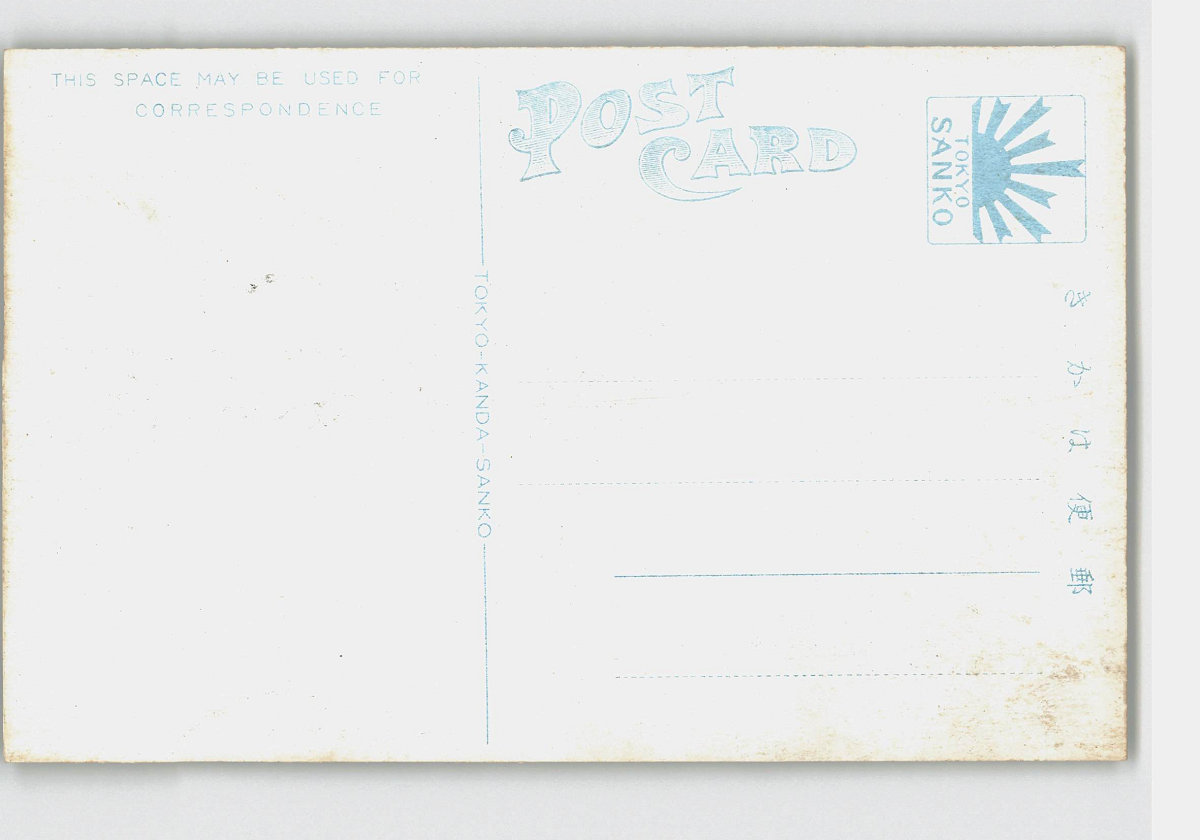 THIS SPACE MAY BE USED FOR
CORRESPONDENCE
POST
CARD
TOKYO
SANKO
TOKYO-KANDA-SANKO
きかは便郵